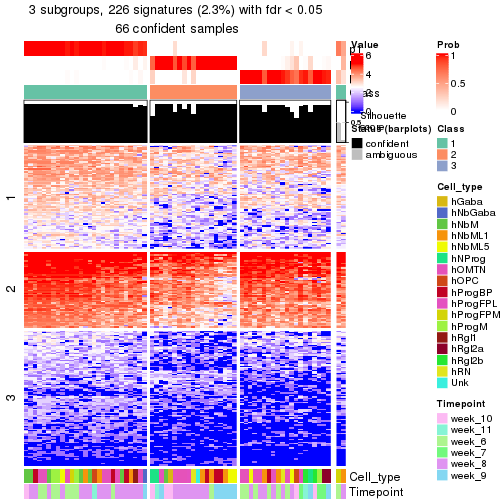 3 subgroups, 226 signatures (2.3%) with fdr < 0.05
66 confident samples
Value
6
4
2
0
Prob
1
0.5
0
Silhouette
score
Status (barplots)
confident
ambiguous
Class
1
2
3
Cell_type
hGaba
hNbGaba
hNbM
hNbML1
hNbML5
hNProg
hOMTN
hOPC
hProgBP
hProgFPL
hProgFPM
hProgM
hRgl1
hRgl2a
hRgl2b
hRN
Unk
Timepoint
week_10
week_11
week_6
week_7
week_8
week_9
1
2
3
Cell_type
Timepoint